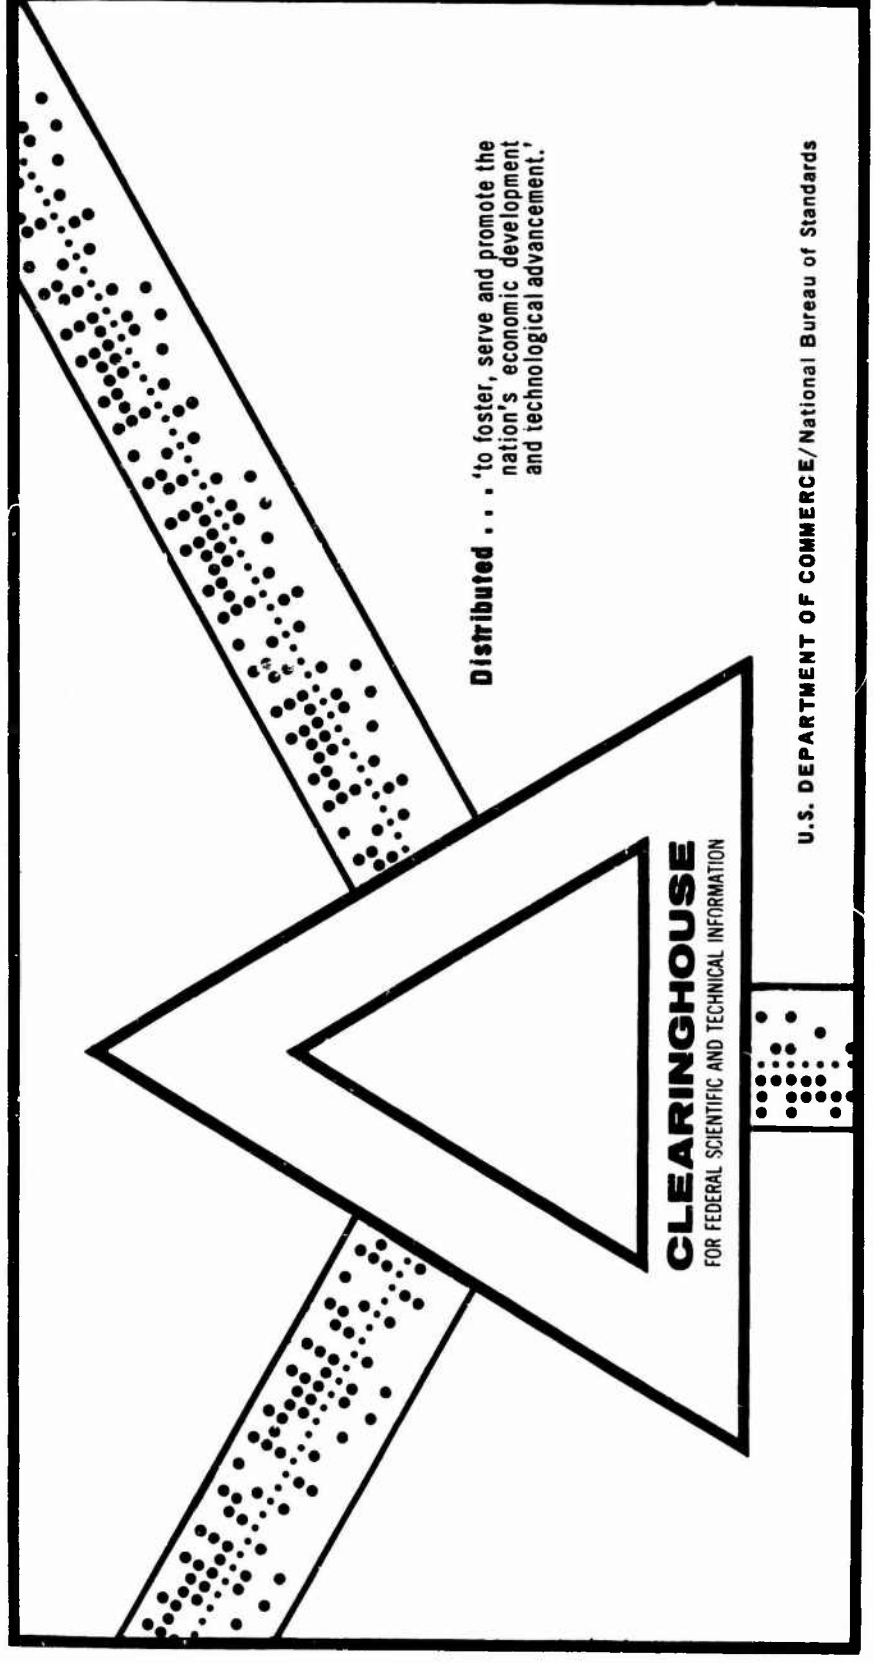 Distributed . . . 'to foster, serve and promote the
nation's economic development
and technological advancement.'
CLEARINGHOUSE
FOR FEDERAL SCIENTIFIC AND TECHNICAL INFORMATION
U.S. DEPARTMENT OF COMMERCE/National Bureau of Standards